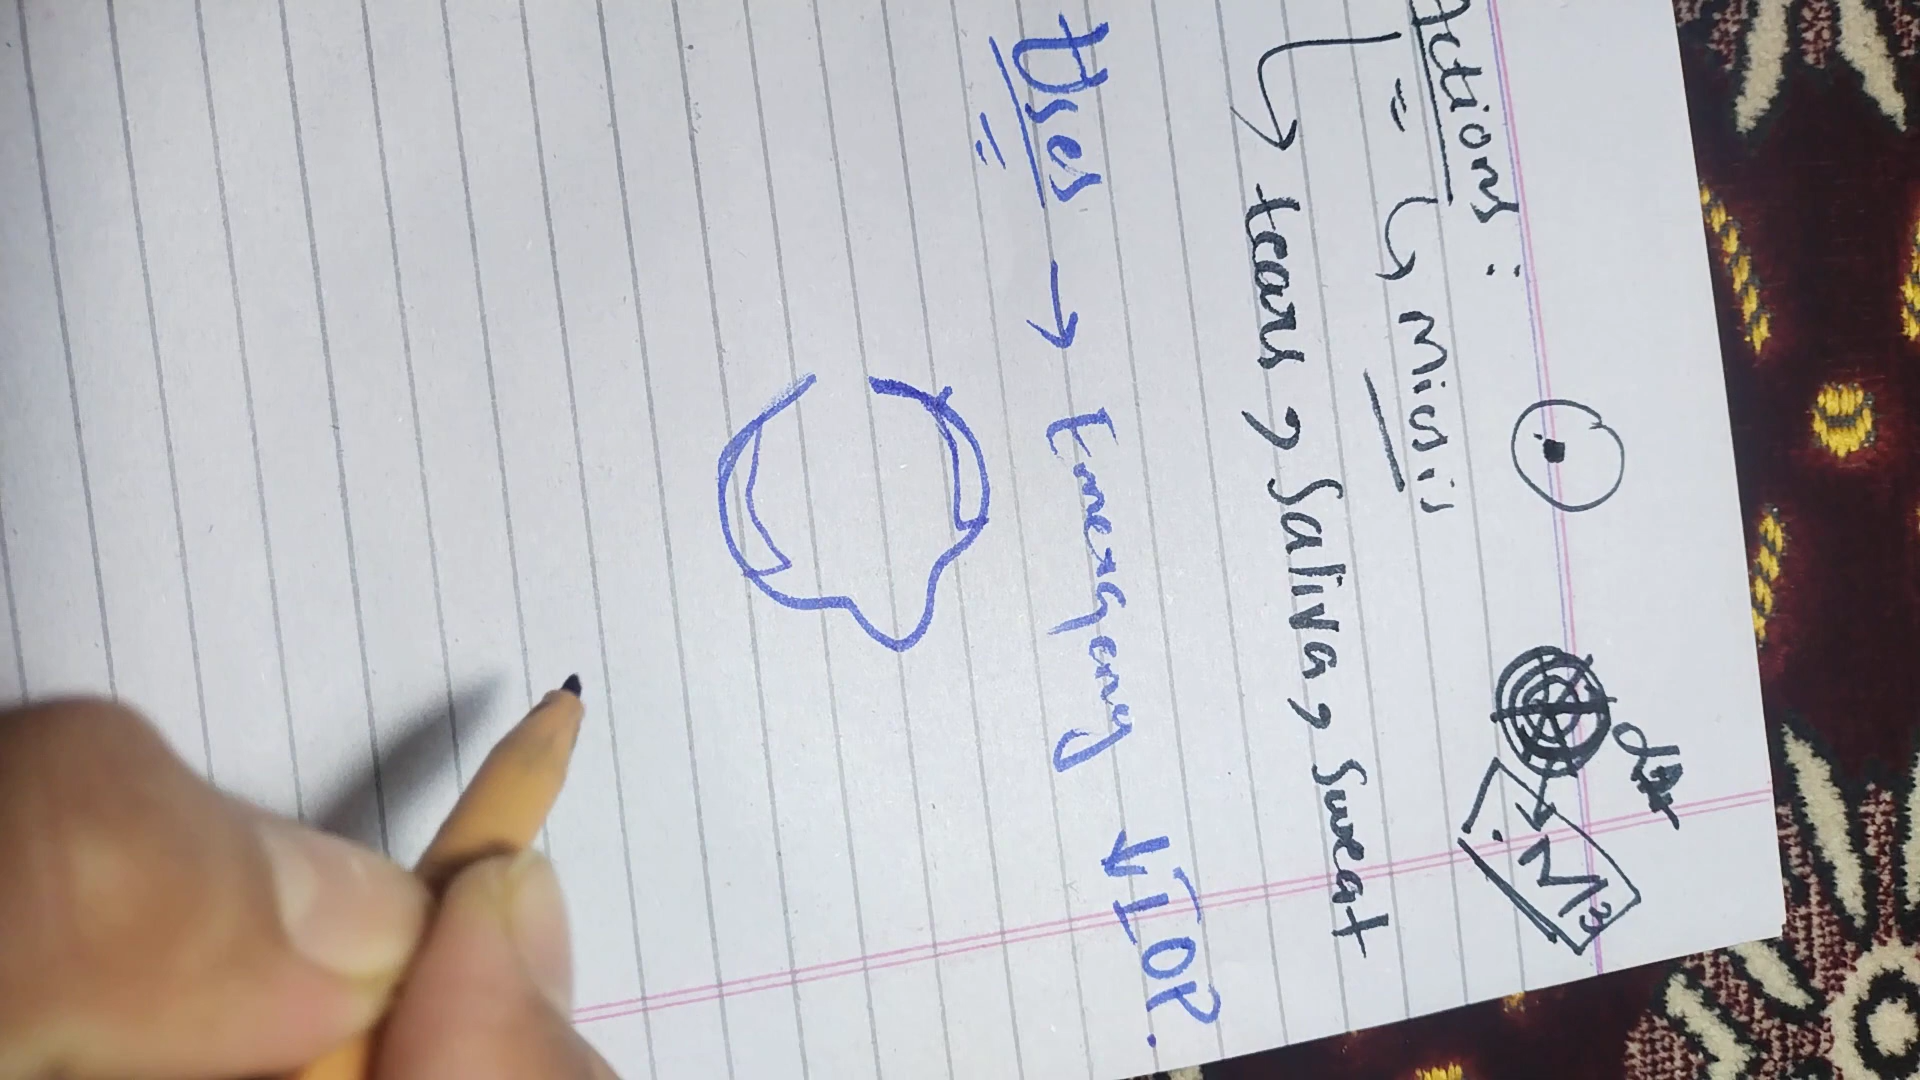 Actions :
Miosis
M3
tears, Saliva, Sweat
Uses → Emergency ↓ IOP.